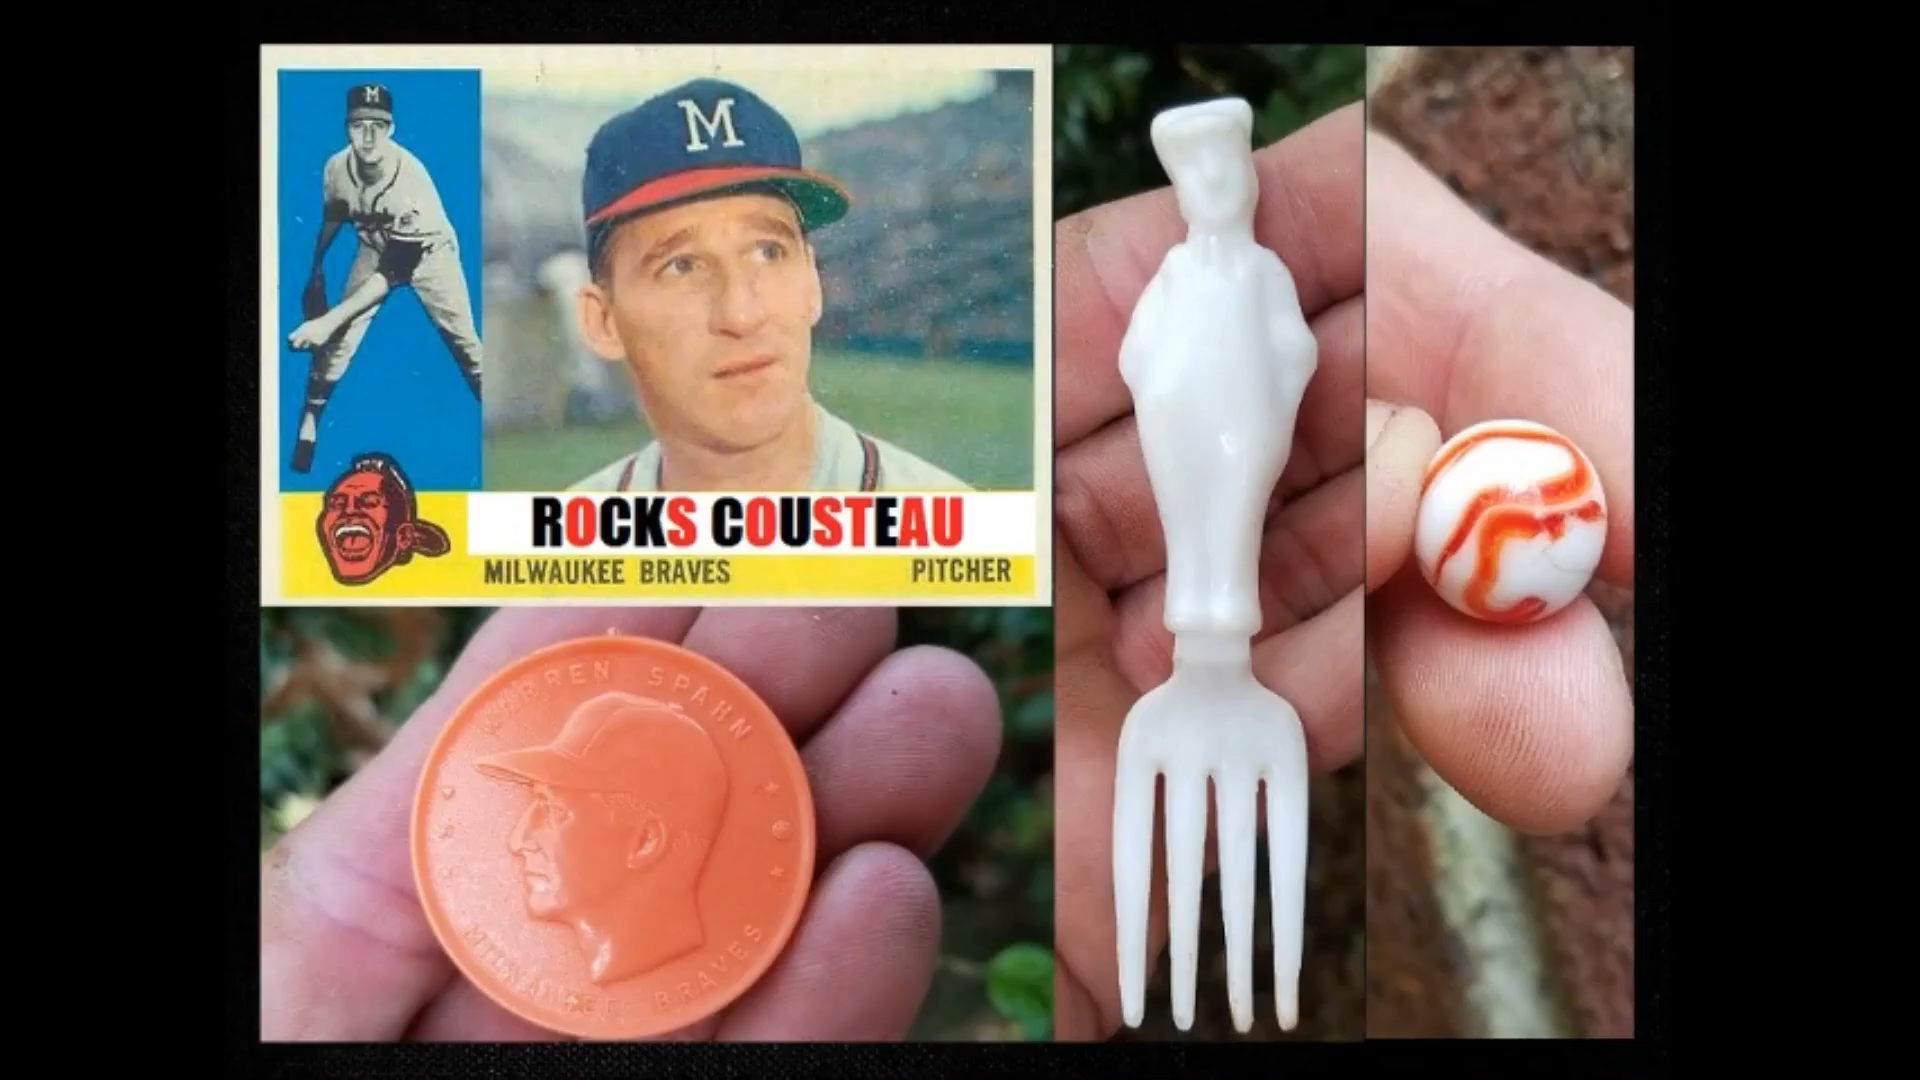 M
M
ROCKS COUSTEAU
MILWAUKEE BRAVES PITCHER
WARREN SPAHN
MILWAUKEE BRAVES